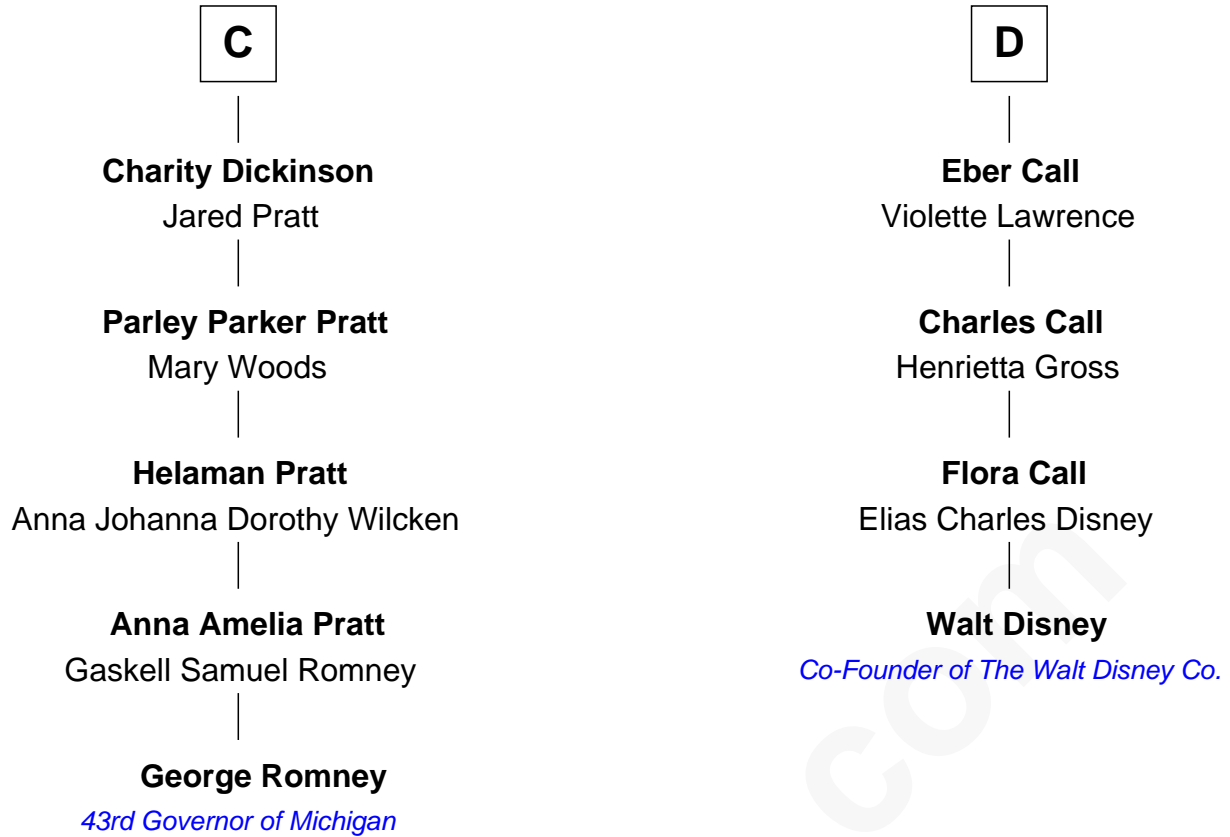 C
Charity Dickinson
Jared Pratt
Parley Parker Pratt
Mary Woods
Helaman Pratt
Anna Johanna Dorothy Wilcken
Anna Amelia Pratt
Gaskell Samuel Romney
George Romney
43rd Governor of Michigan
D
Eber Call
Violette Lawrence
Charles Call
Henrietta Gross
Flora Call
Elias Charles Disney
Walt Disney
Co-Founder of The Walt Disney Co.
com